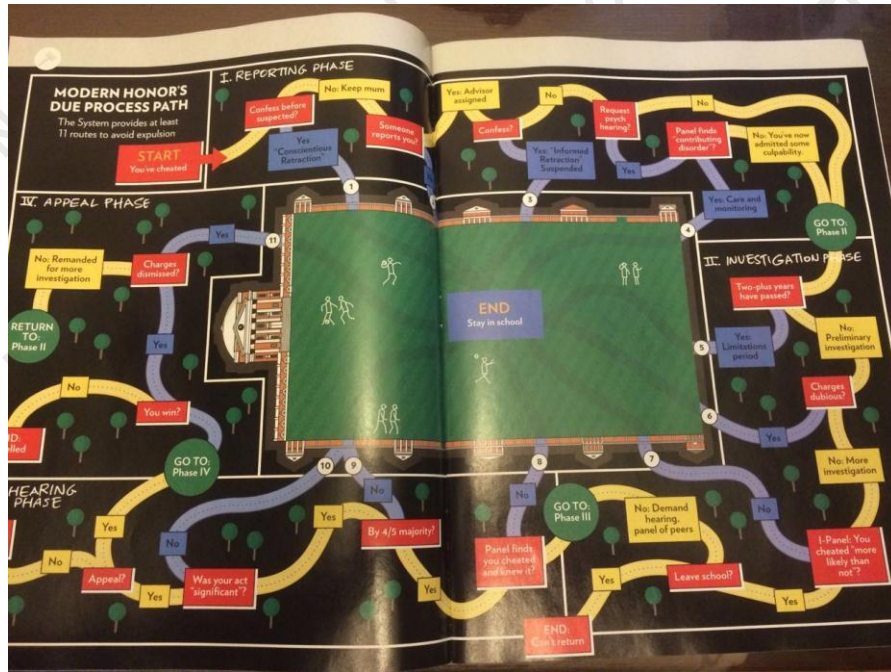 MODERN HONOR'S
DUE PROCESS PATH
The System provides at least
11 routes to avoid expulsion
START
You've cheated
I. REPORTING PHASE
Confess before
suspected?
No: Keep mum
Yes
"Conscientious
Retraction"
Someone
reports you?
1
Yes: Advisor
assigned
Confess?
No
Yes: "Informed
Retraction"
Suspended
3
Request
psych
hearing?
No
Yes
Panel finds
"contributing
disorder"?
No: You've now
admitted some
culpability.
Yes: Care and
monitoring
4
GO TO:
Phase II
II. INVESTIGATION PHASE
Two-plus years
have passed?
Yes:
Limitations
period
5
No:
Preliminary
investigation
Charges
dubious?
Yes
6
No: More
investigation
I-Panel: You
cheated "more
likely than
not"?
No
7
Yes
Leave school?
Yes
END:
Can't return
No: Demand
hearing,
panel of peers
GO TO:
Phase III
HEARING
PHASE
Panel finds
you cheated
and knew it?
No
8
Yes
By 4/5 majority?
No
9
Yes
Was your act
"significant"?
No
10
Yes
Appeal?
No
Yes
GO TO:
Phase IV
IV. APPEAL PHASE
You win?
No
Yes
Charges
dismissed?
Yes
11
No: Remanded
for more
investigation
RETURN
TO:
Phase II
END
Stay in school